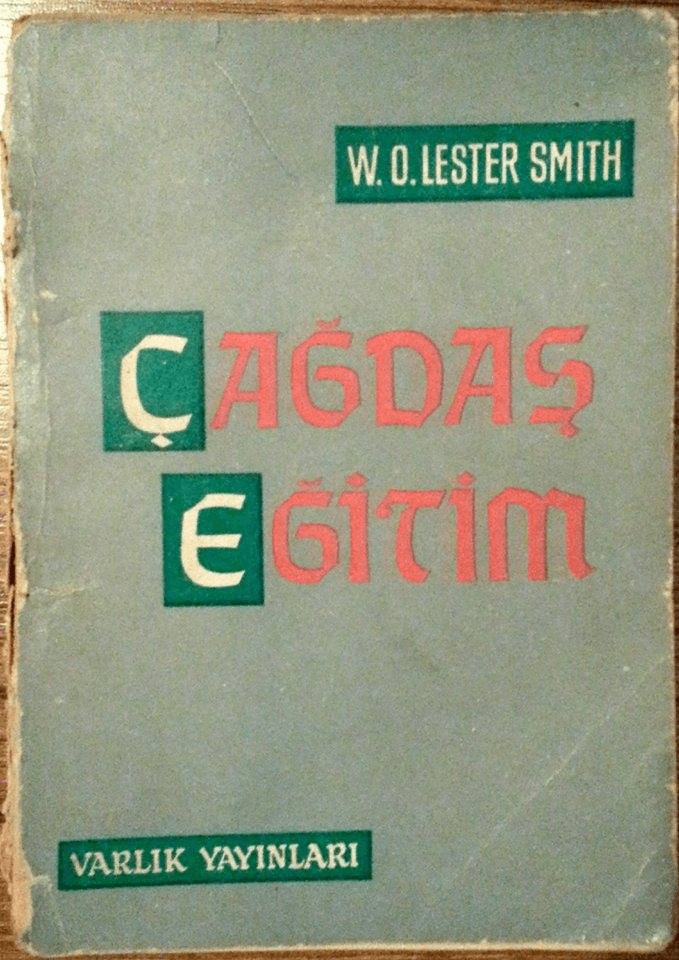 W. O. LESTER SMITH
ÇAĞDAŞ
EĞİTİM
VARLIK YAYINLARI